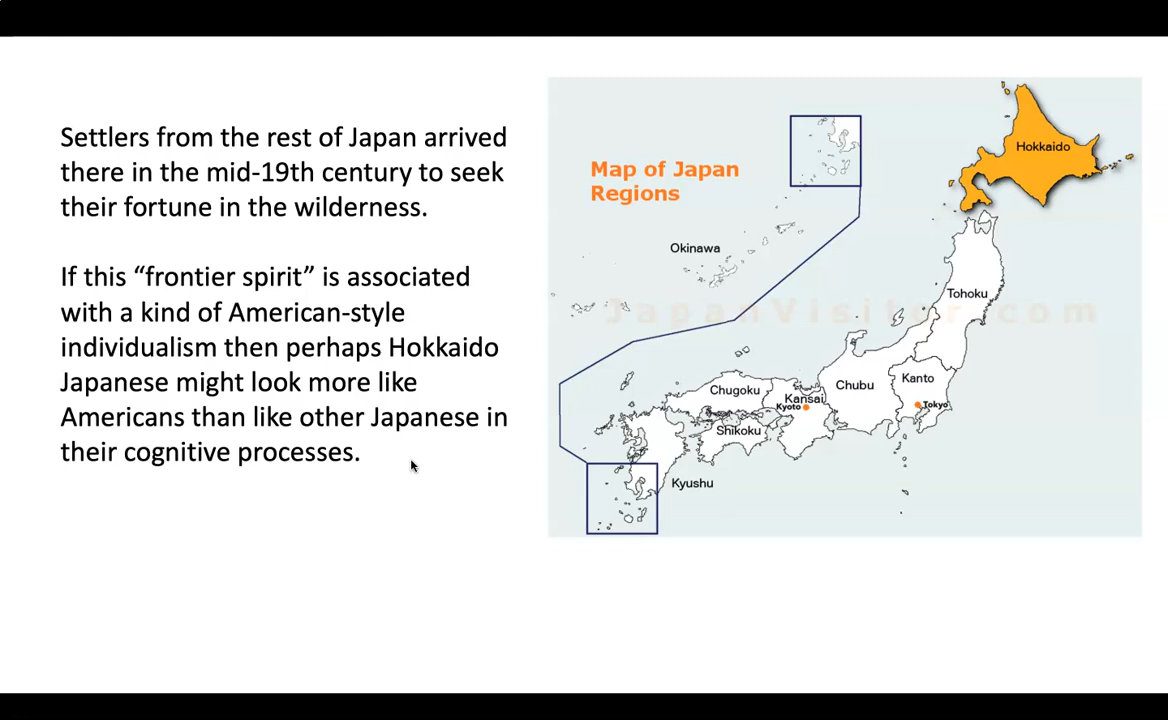 Settlers from the rest of Japan arrived
there in the mid-19th century to seek
their fortune in the wilderness.
If this “frontier spirit” is associated
with a kind of American-style
individualism then perhaps Hokkaido
Japanese might look more like
Americans than like other Japanese in
their cognitive processes.
Map of Japan
Regions
Hokkaido
Okinawa
Tohoku
JapanVisitor.com
Chugoku
Kansai
Kyoto
Chubu
Kanto
Tokyo
Shikoku
Kyushu